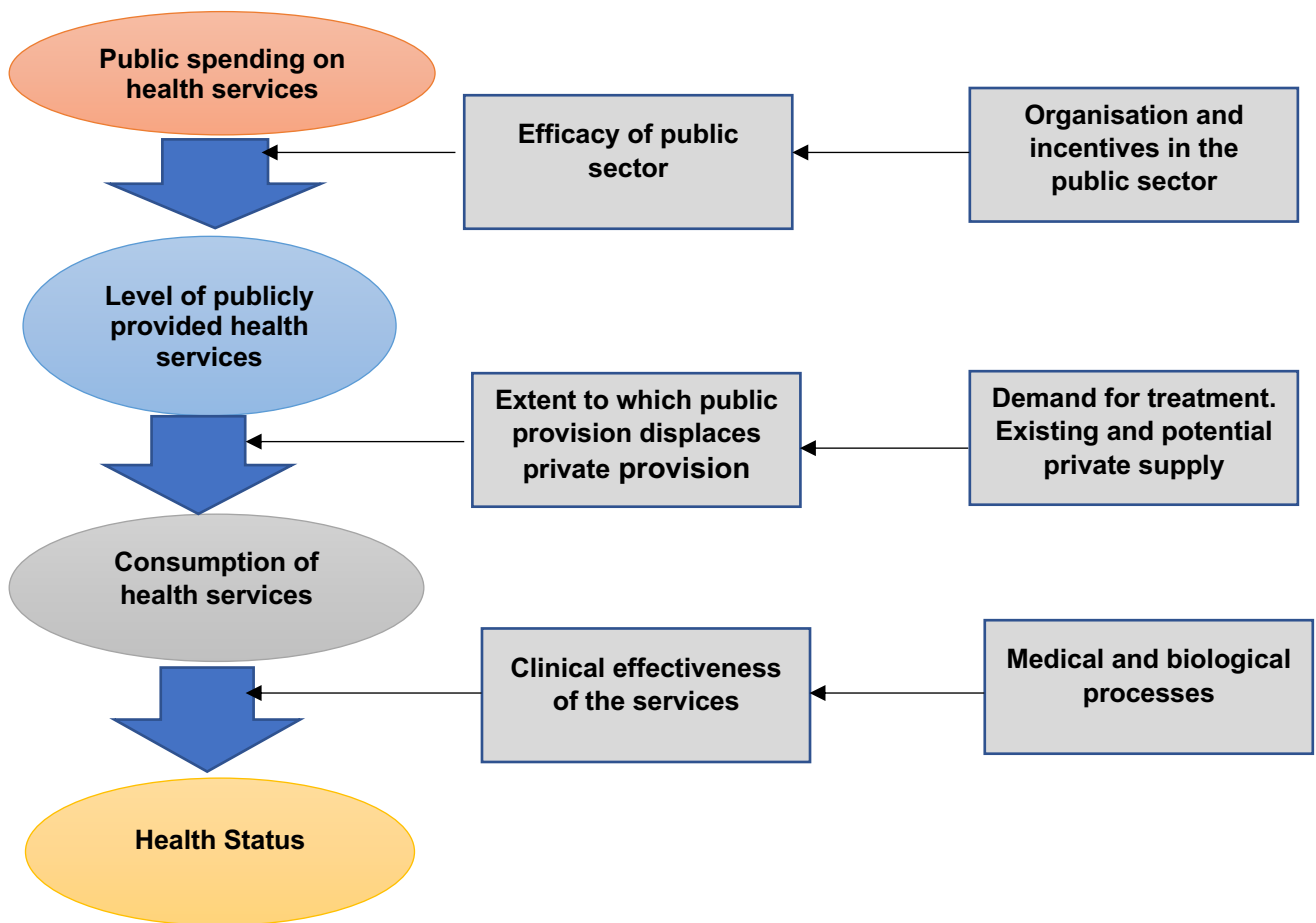 Public spending on
health services
Efficacy of public
sector
Organisation and
incentives in the
public sector
Level of publicly
provided health
services
Extent to which public
provision displaces
private provision
Demand for treatment.
Existing and potential
private supply
Consumption of
health services
Clinical effectiveness
of the services
Medical and biological
processes
Health Status